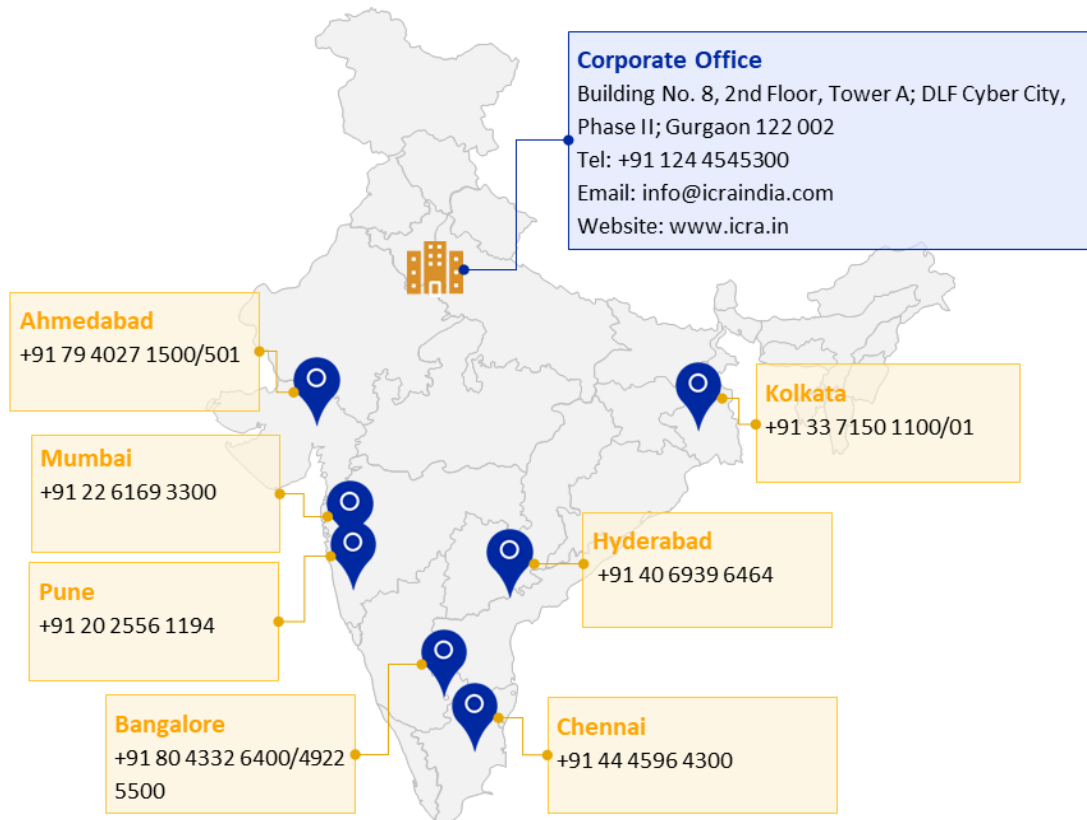 Corporate Office
Building No. 8, 2nd Floor, Tower A; DLF Cyber City,
Phase II; Gurgaon 122 002
Tel: +91 124 4545300
Email: info@icraindia.com
Website: www.icra.in
Ahmedabad
+91 79 4027 1500/501
Kolkata
+91 33 7150 1100/01
Mumbai
+91 22 6169 3300
Hyderabad
+91 40 6939 6464
Pune
+91 20 2556 1194
Bangalore
+91 80 4332 6400/4922
5500
Chennai
+91 44 4596 4300